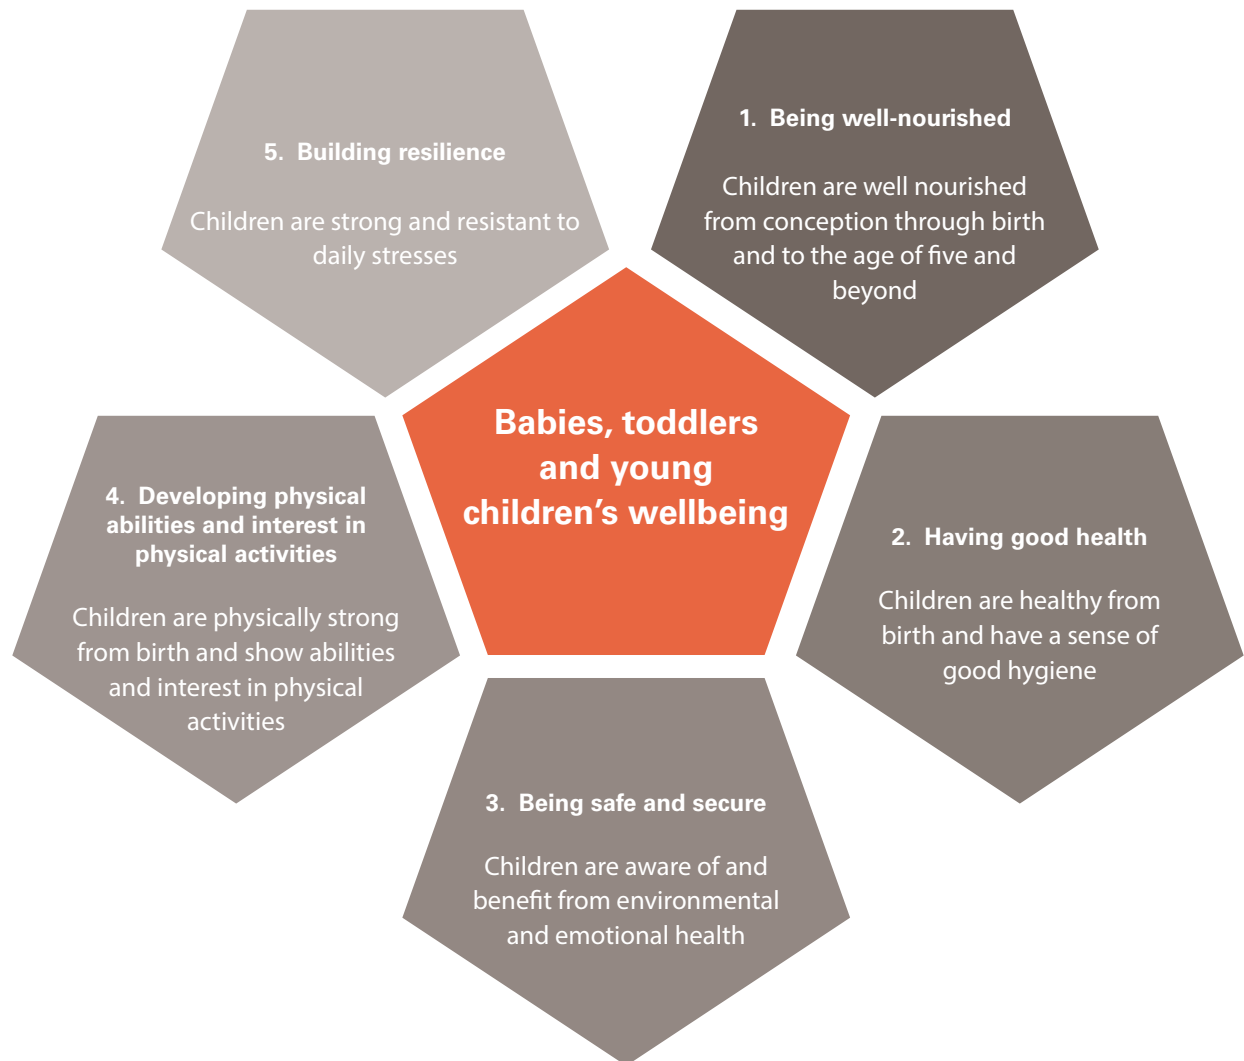 Babies, toddlers
and young
children’s wellbeing
1. Being well-nourished
Children are well nourished
from conception through birth
and to the age of five and
beyond
2. Having good health
Children are healthy from
birth and have a sense of
good hygiene
3. Being safe and secure
Children are aware of and
benefit from environmental
and emotional health
4. Developing physical
abilities and interest in
physical activities
Children are physically strong
from birth and show abilities
and interest in physical
activities
5. Building resilience
Children are strong and resistant to
daily stresses